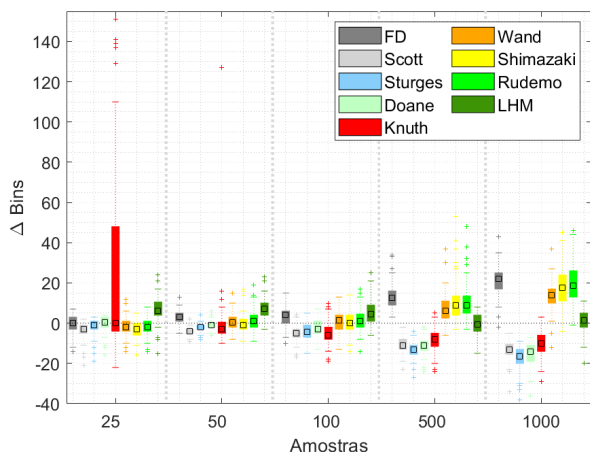 140
120
100
80
60
40
20
0
-20
-40
Δ Bins
FD
Scott
Sturges
Doane
Knuth
Wand
Shimazaki
Rudemo
LHM
25
50
100
500
1000
Amostras